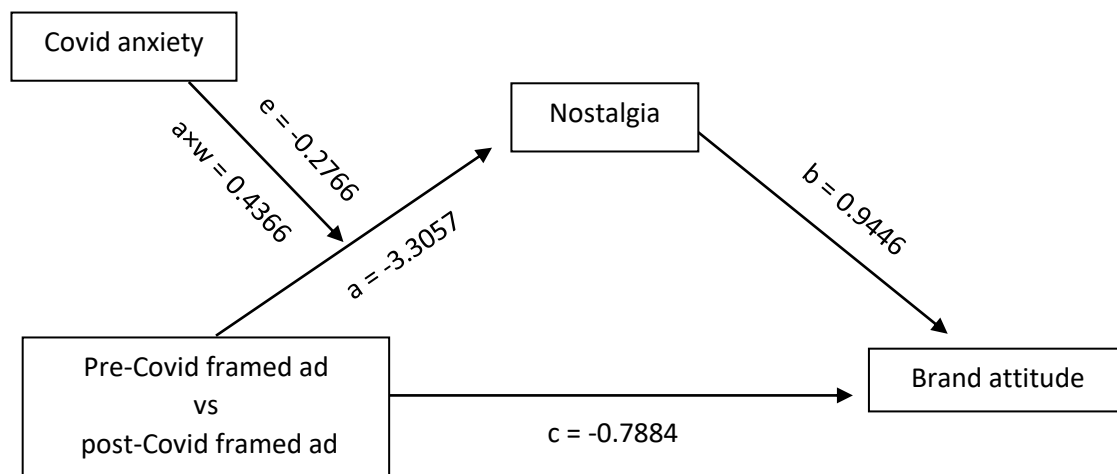 Covid anxiety
Nostalgia
e = -0.2766
a×w = 0.4366
a = -3.3057
b = 0.9446
Pre-Covid framed ad
vs
post-Covid framed ad
Brand attitude
c = -0.7884